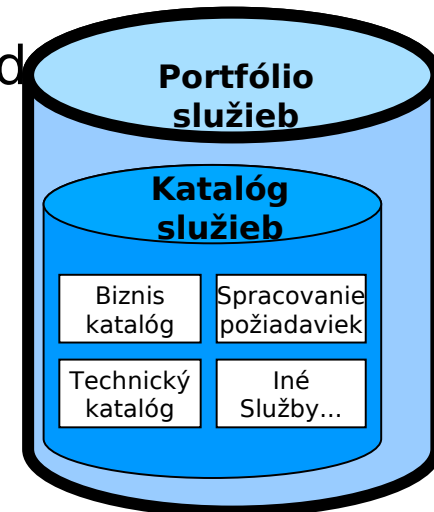 d
Portfólio
služieb
Katalóg
služieb
Biznis
katalóg
Spracovanie
požiadaviek
Technický
katalóg
Iné
Služby...